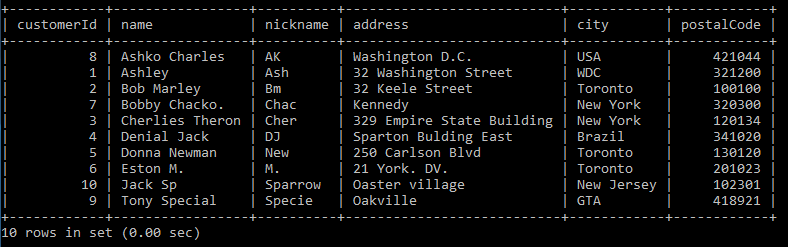 +------------+------------------+----------+---------------------------+------------+------------+
| customerId | name             | nickname | address                   | city       | postalCode |
+------------+------------------+----------+---------------------------+------------+------------+
|          8 | Ashko Charles    | AK       | Washington D.C.           | USA        |     421044 |
|          1 | Ashley           | Ash      | 32 Washington Street      | WDC        |     321200 |
|          2 | Bob Marley       | Bm       | 32 Keele Street           | Toronto    |     100100 |
|          7 | Bobby Chacko.    | Chac     | Kennedy                   | New York   |     320300 |
|          3 | Cherlies Theron  | Cher     | 329 Empire State Building | New York   |     120134 |
|          4 | Denial Jack      | DJ       | Sparton Bulding East      | Brazil     |     341020 |
|          5 | Donna Newman     | New      | 250 Carlson Blvd          | Toronto    |     130120 |
|          6 | Eston M.         | M.       | 21 York. DV.              | Toronto    |     201023 |
|         10 | Jack Sp          | Sparrow  | Oaster village            | New Jersey |     102301 |
|          9 | Tony Special     | Specie   | Oakville                  | GTA        |     418921 |
+------------+------------------+----------+---------------------------+------------+------------+
10 rows in set (0.00 sec)